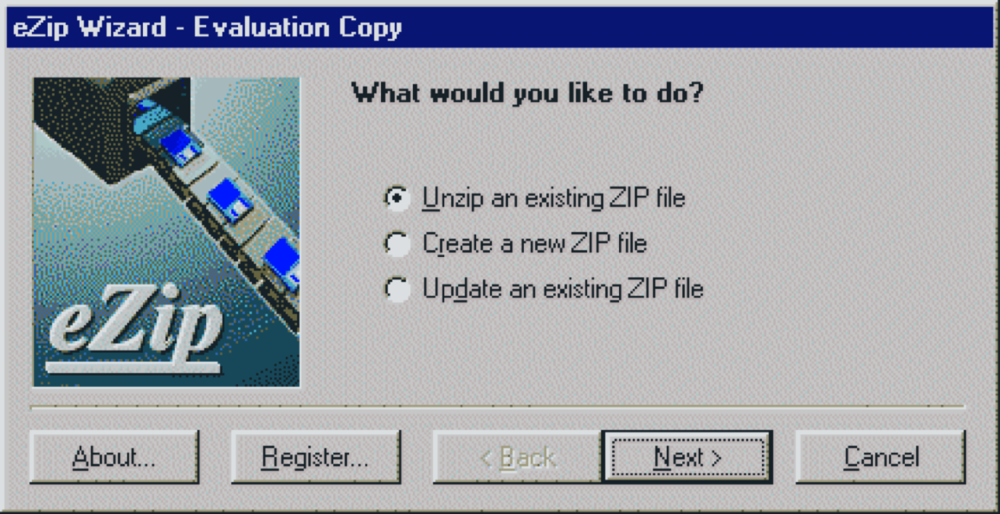 eZip Wizard - Evaluation Copy
What would you like to do?
Unzip an existing ZIP file
Create a new ZIP file
Update an existing ZIP file
eZip
About...
Register...
< Back
Next >
Cancel